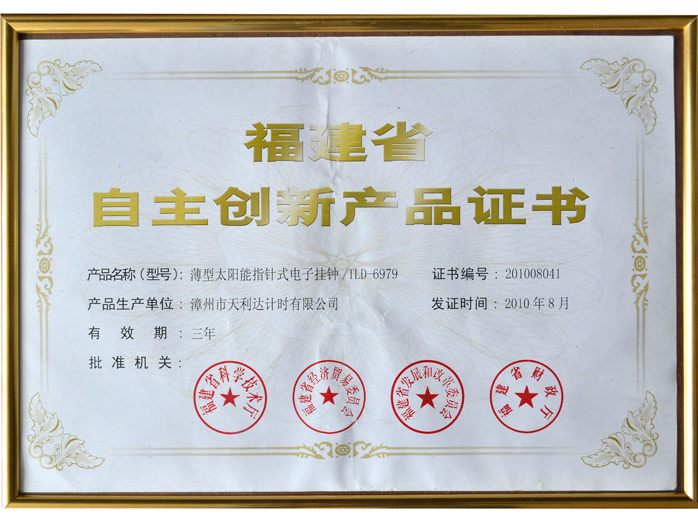 福建省
自主创新产品证书
产品名称（型号）：薄型太阳能指针式电子挂钟/TLD-6979 证书编号：201008041
产品生产单位：漳州市天利达计时有限公司 发证时间：2010年8月
有效期：三年
批准机关：
福建省科学技术厅
福建省经济贸易委员会
福建省发展和改革委员会
福建省财政厅